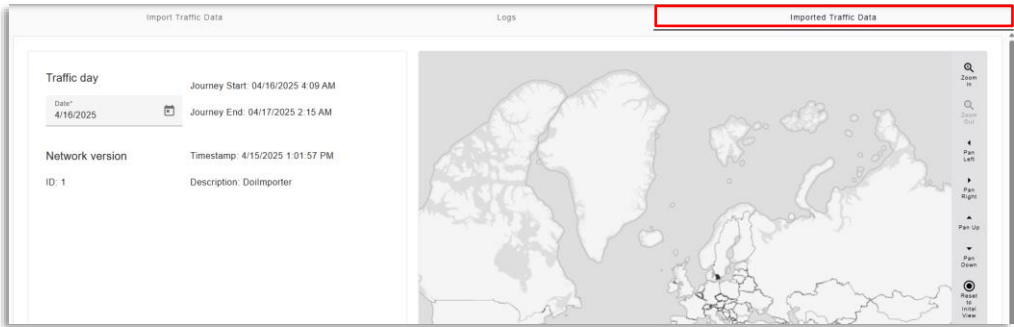 Import Traffic Data
Logs
Imported Traffic Data
Traffic day
Date*
4/16/2025
Journey Start: 04/16/2025 4:09 AM
Journey End: 04/17/2025 2:15 AM
Network version
Timestamp: 4/15/2025 1:01:57 PM
ID: 1
Description: DoiImporter
Zoom
In
Zoom
Out
Pan
Left
Pan
Right
Pan Up
Pan
Down
Reset
to
Initel
View